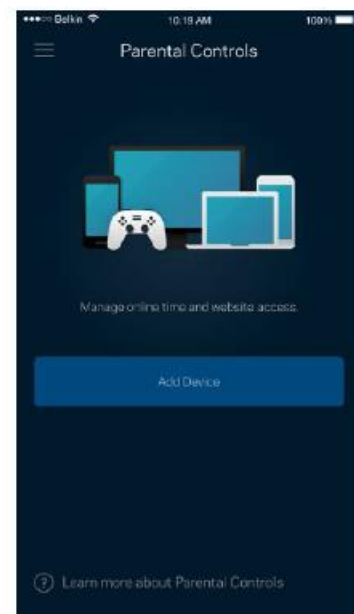 Belkin 10:19 AM 100%
Parental Controls
Manage online time and website access.
Add Device
? Learn more about Parental Controls